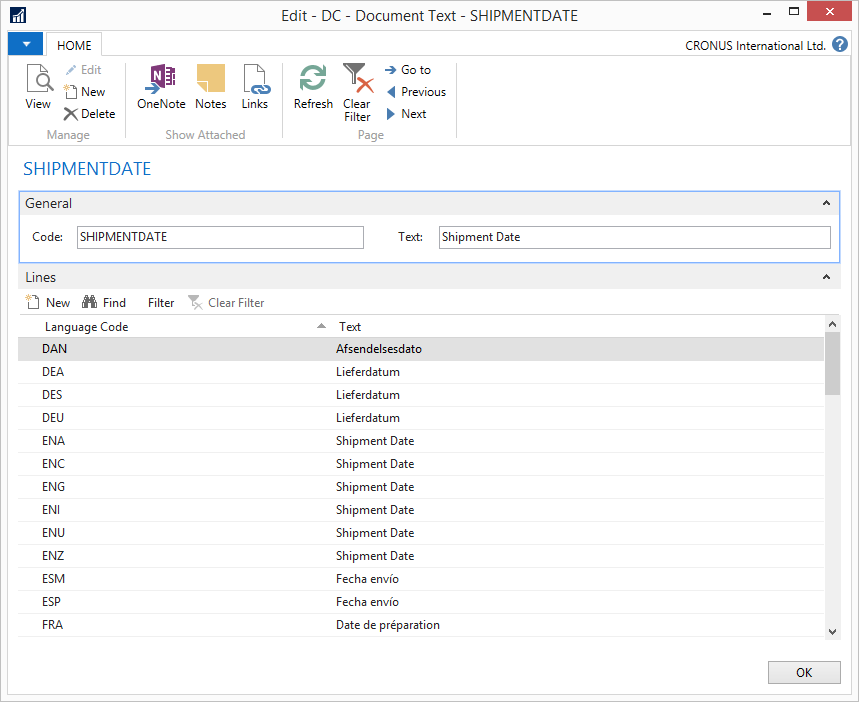 Edit - DC - Document Text - SHIPMENTDATE
HOME
CRONUS International Ltd.
?
View
Edit
New
Delete
Manage
OneNote
Notes
Links
Show Attached
Refresh
Clear Filter
Go to
Previous
Next
Page
SHIPMENTDATE
General
Code: SHIPMENTDATE Text: Shipment Date
Lines
New Find Filter Clear Filter
Language Code Text
DAN Afsendelsesdato
DEA Lieferdatum
DES Lieferdatum
DEU Lieferdatum
ENA Shipment Date
ENC Shipment Date
ENG Shipment Date
ENI Shipment Date
ENU Shipment Date
ENZ Shipment Date
ESM Fecha envío
ESP Fecha envío
FRA Date de préparation
OK